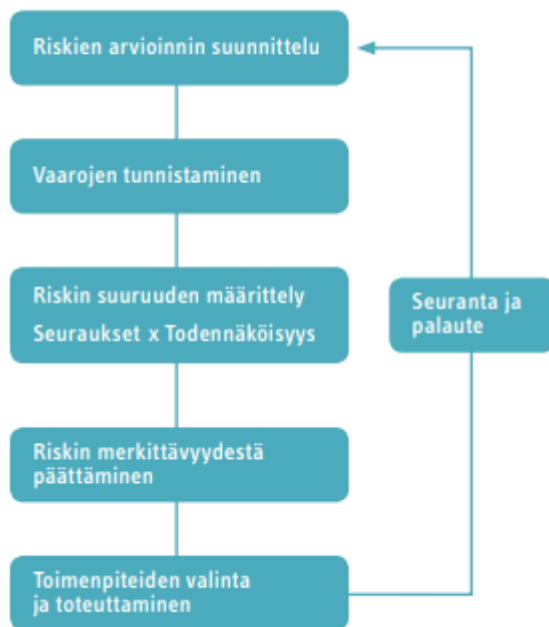 Riskien arvioinnin suunnittelu
Vaarojen tunnistaminen
Riskin suuruuden määrittely
Seuraukset x Todennäköisyys
Riskin merkittävyydestä
päättäminen
Toimenpiteiden valinta
ja toteuttaminen
Seuranta ja
palaute